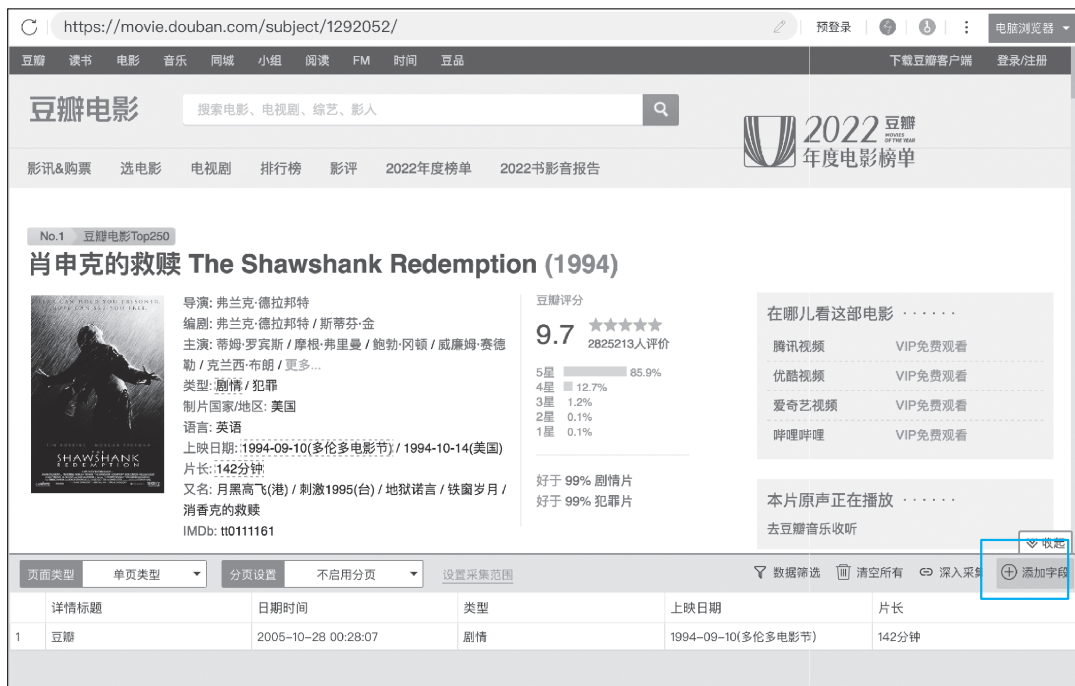 https://movie.douban.com/subject/1292052/ 预登录 电脑浏览器
豆瓣 读书 电影 音乐 同城 小组 阅读 FM 时间 豆品 下载豆瓣客户端 登录/注册
豆瓣电影 搜索电影、电视剧、综艺、影人
2022 豆瓣 MOVIES OF THE YEAR
年度电影榜单
影讯&购票 选电影 电视剧 排行榜 影评 2022年度榜单 2022书影音报告
No.1 豆瓣电影Top250
肖申克的救赎 The Shawshank Redemption (1994)
导演: 弗兰克·德拉邦特
编剧: 弗兰克·德拉邦特 / 斯蒂芬·金
主演: 蒂姆·罗宾斯 / 摩根·弗里曼 / 鲍勃·冈顿 / 威廉姆·赛德
勒 / 克兰西·布朗 / 更多...
类型: 剧情 / 犯罪
制片国家/地区: 美国
语言: 英语
上映日期: 1994-09-10(多伦多电影节) / 1994-10-14(美国)
片长: 142分钟
又名: 月黑高飞(港) / 刺激1995(台) / 地狱诺言 / 铁窗岁月 /
消香克的救赎
IMDb: tt0111161
THE
SHAWSHANK
REDEMPTION
豆瓣评分
9.7
2825213人评价
5星 85.9%
4星 12.7%
3星 1.2%
2星 0.1%
1星 0.1%
好于 99% 剧情片
好于 99% 犯罪片
在哪儿看这部电影 · · · · · ·
腾讯视频 VIP免费观看
优酷视频 VIP免费观看
爱奇艺视频 VIP免费观看
哔哩哔哩 VIP免费观看
本片原声正在播放 · · · · · ·
去豆瓣音乐收听
收起
页面类型 单页类型 分页设置 不启用分页 设置采集范围 数据筛选 清空所有 深入采集 添加字段
详情标题 日期时间 类型 上映日期 片长
1 豆瓣 2005-10-28 00:28:07 剧情 1994-09-10(多伦多电影节) 142分钟